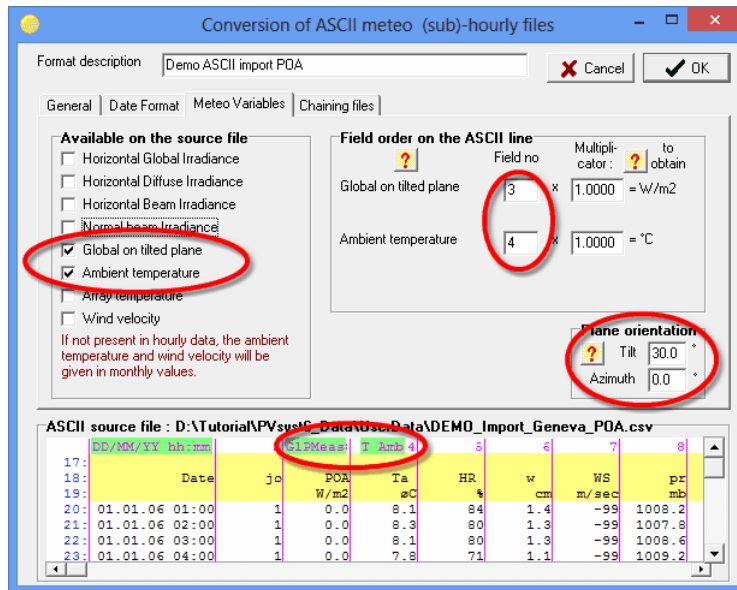 Conversion of ASCII meteo (sub)-hourly files
Format description Demo ASCII import POA Cancel OK
General Date Format Meteo Variables Chaining files
Available on the source file
Horizontal Global Irradiance
Horizontal Diffuse Irradiance
Horizontal Beam Irradiance
Normal beam Irradiance
Global on tilted plane
Ambient temperature
Array temperature
Wind velocity
If not present in hourly data, the ambient
temperature and wind velocity will be
given in monthly values.
Field order on the ASCII line
? Field no Multipli- cator : ? to obtain
Global on tilted plane 3 x 1.0000 = W/m2
Ambient temperature 4 x 1.0000 = °C
Plane orientation
? Tilt 30.0 °
Azimuth 0.0 °
ASCII source file : D:\Tutorial\PVsyst6_Data\UserData\DEMO_Import_Geneva_POA.csv
DD/MM/YY hh:mm GlPMeas T Amb 4 5 6 7 8
17:
18: Date jo POA Ta HR w WS pr
19: W/m2 øC % cm m/sec mb
20: 01.01.06 01:00 1 0.0 8.1 84 1.4 -99 1008.2
21: 01.01.06 02:00 1 0.0 8.3 80 1.3 -99 1007.8
22: 01.01.06 03:00 1 0.0 8.1 80 1.3 -99 1008.6
23: 01.01.06 04:00 1 0.0 7.8 71 1.1 -99 1009.2